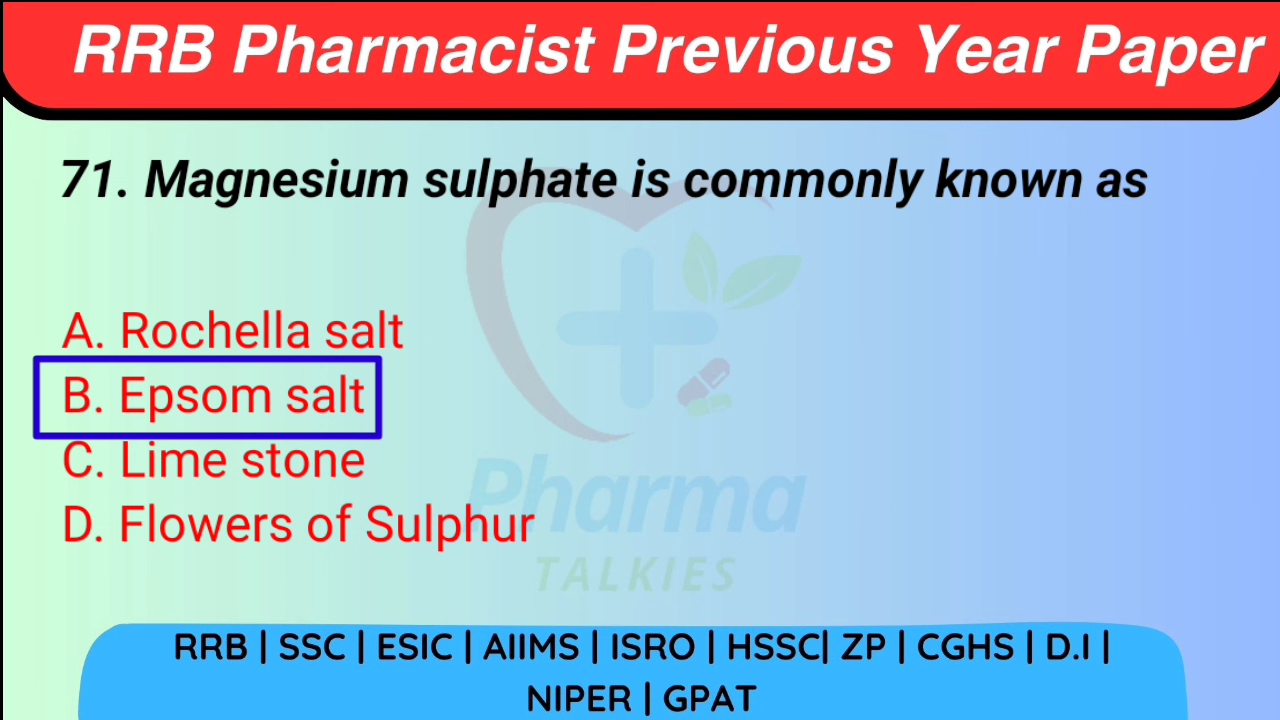 RRB Pharmacist Previous Year Paper
71. Magnesium sulphate is commonly known as
A. Rochella salt
B. Epsom salt
C. Lime stone
D. Flowers of Sulphur
Pharma
TALKIES
RRB | SSC | ESIC | AIIMS | ISRO | HSSC| ZP | CGHS | D.I |
NIPER | GPAT